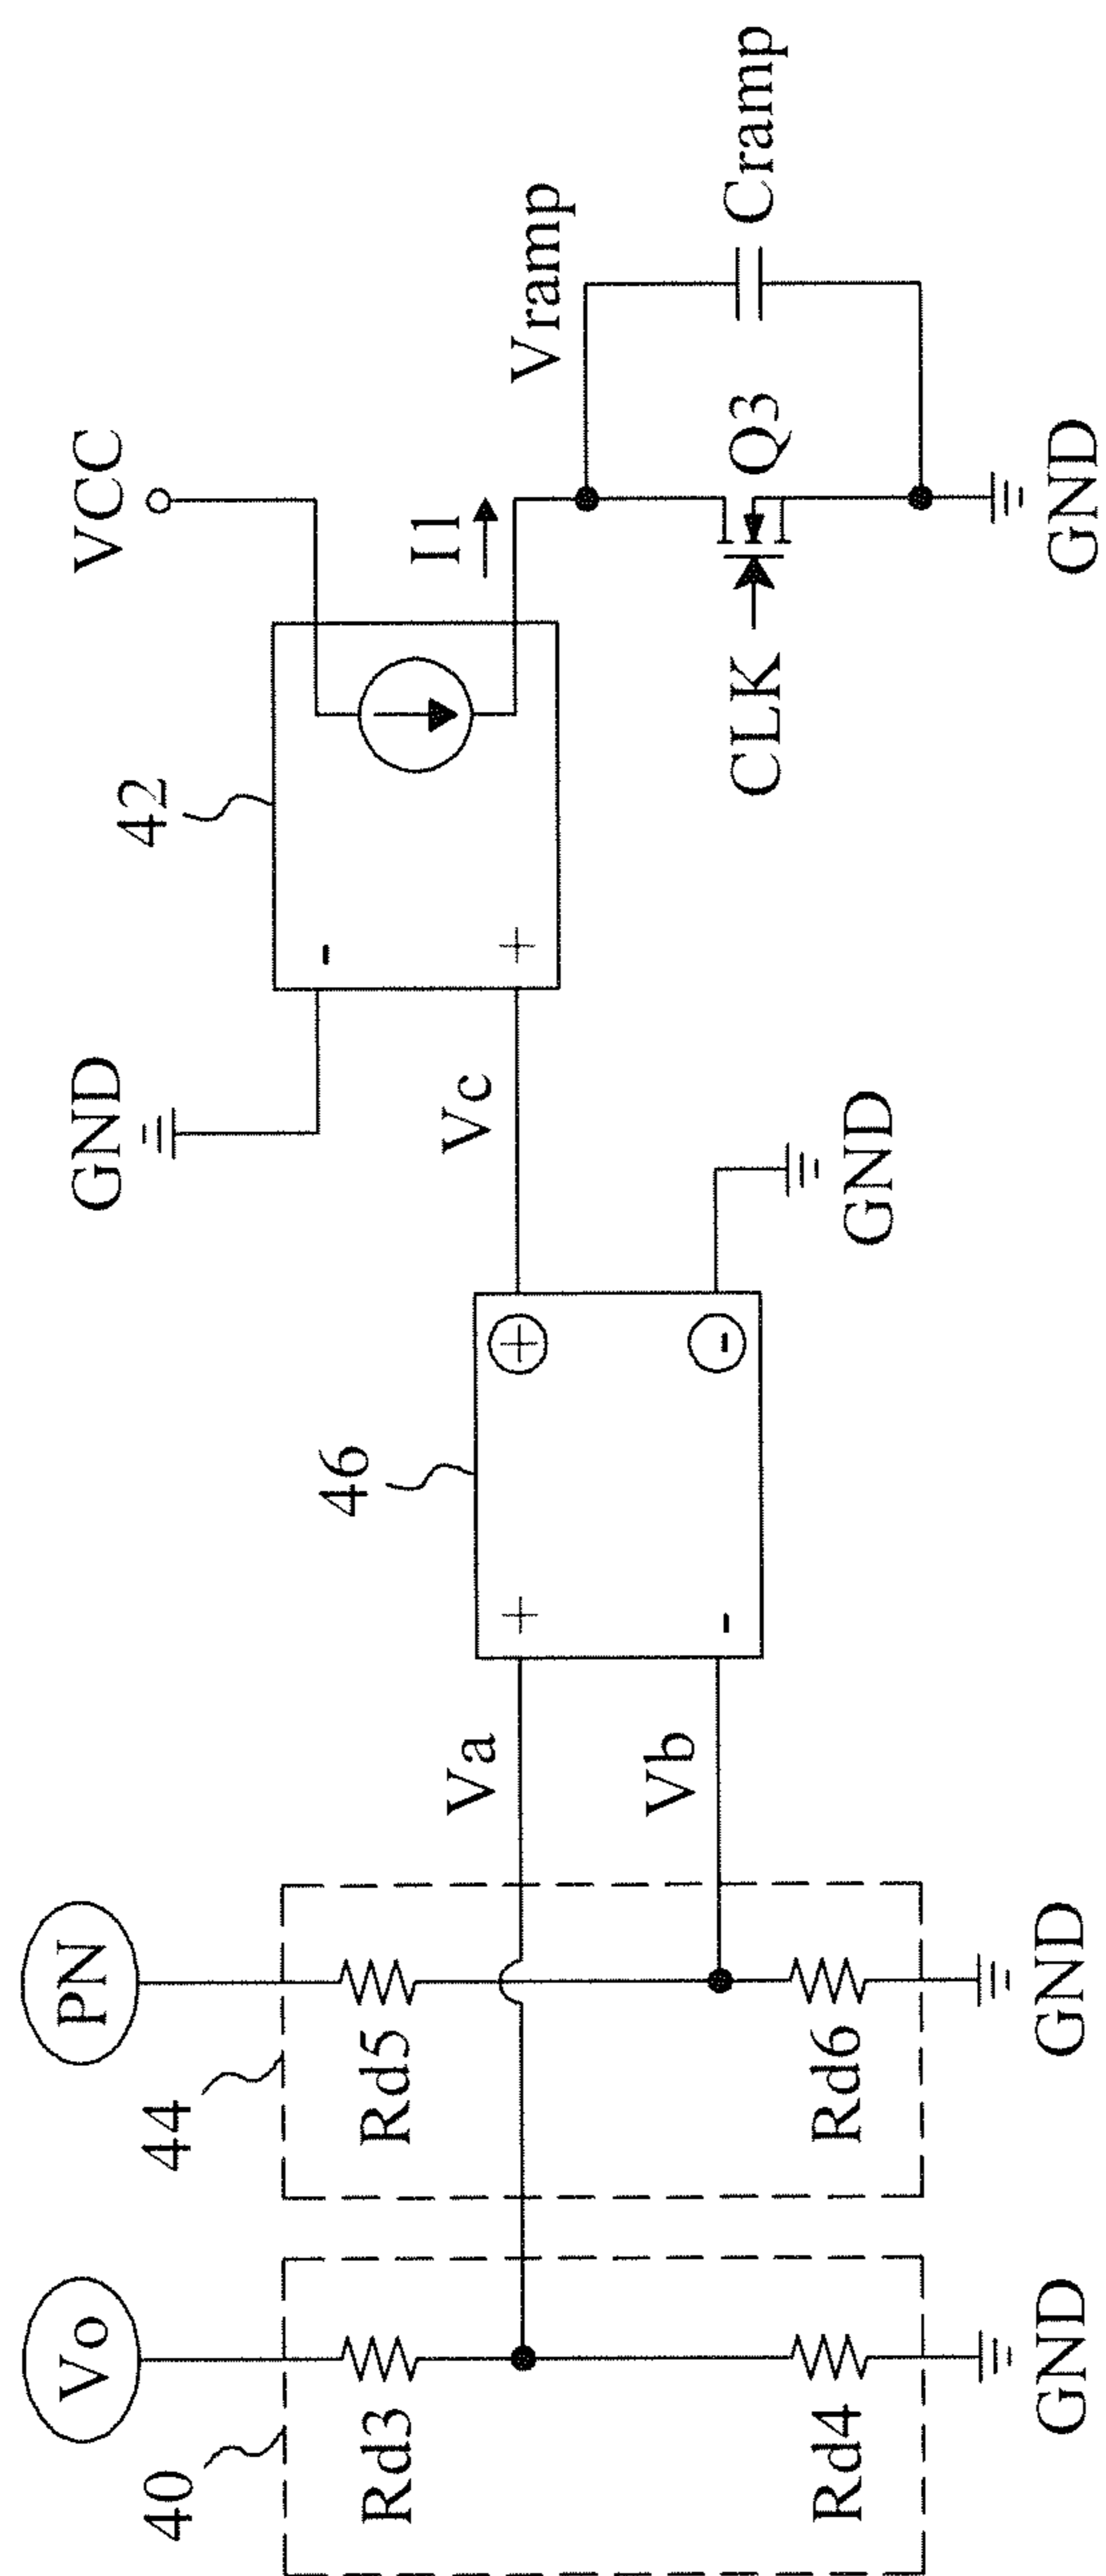 VCC
GND
42
-
+
I1
Vramp
Cramp
Q3
CLK
GND
Vc
46
+
-
+
-
GND
Va
Vb
PN
44
Rd5
Rd6
GND
Vo
40
Rd3
Rd4
GND